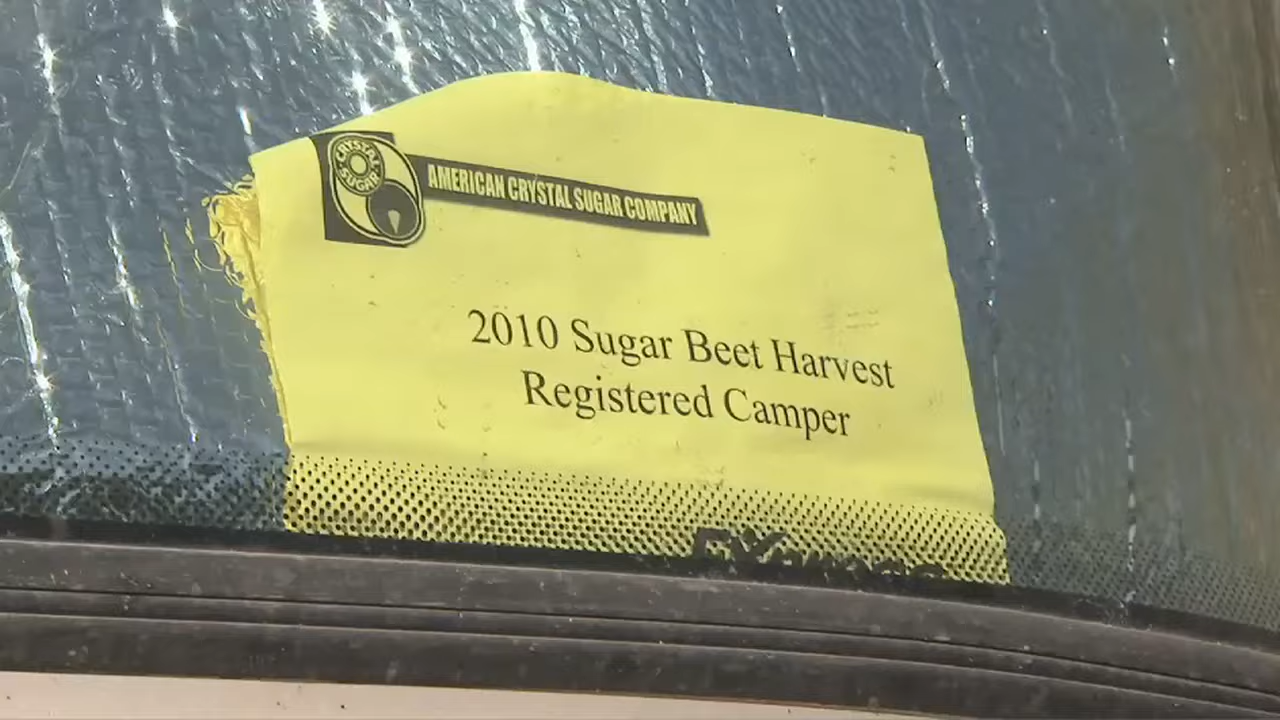 CRYSTAL
SUGAR
AMERICAN CRYSTAL SUGAR COMPANY
2010 Sugar Beet Harvest
Registered Camper